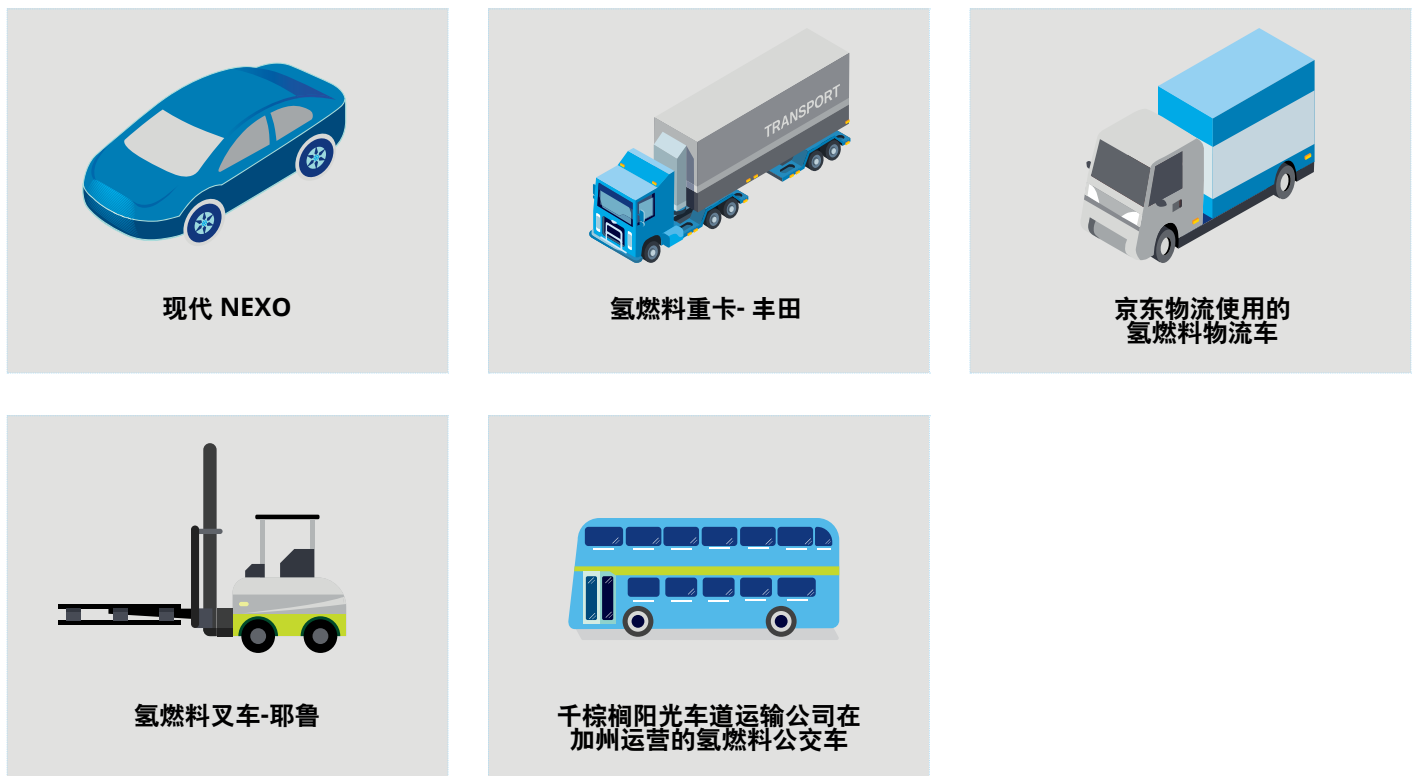 TRANSPORT
现代 NEXO
氢燃料重卡- 丰田
京东物流使用的
氢燃料物流车
氢燃料叉车-耶鲁
千棕榈阳光车道运输公司在
加州运营的氢燃料公交车